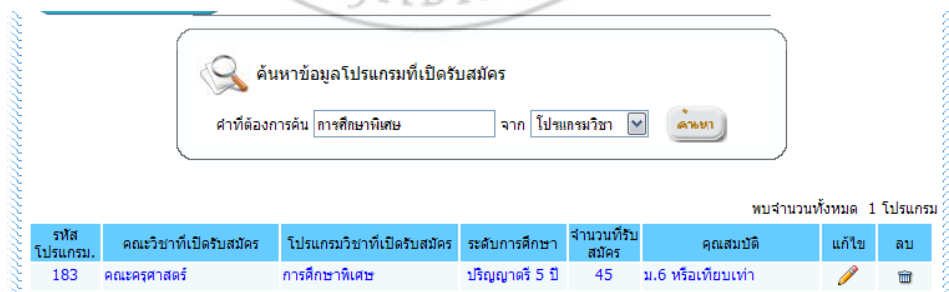 ค้นหาข้อมูลโปรแกรมที่เปิดรับสมัคร
คำที่ต้องการค้น การศึกษาพิเศษ จาก โปรแกรมวิชา ค้นหา
พบจำนวนทั้งหมด 1 โปรแกรม
รหัสโปรแกรม. คณะวิชาที่เปิดรับสมัคร โปรแกรมวิชาที่เปิดรับสมัคร ระดับการศึกษา จำนวนที่รับสมัคร คุณสมบัติ แก้ไข ลบ
183 คณะครุศาสตร์ การศึกษาพิเศษ ปริญญาตรี 5 ปี 45 ม.6 หรือเทียบเท่า